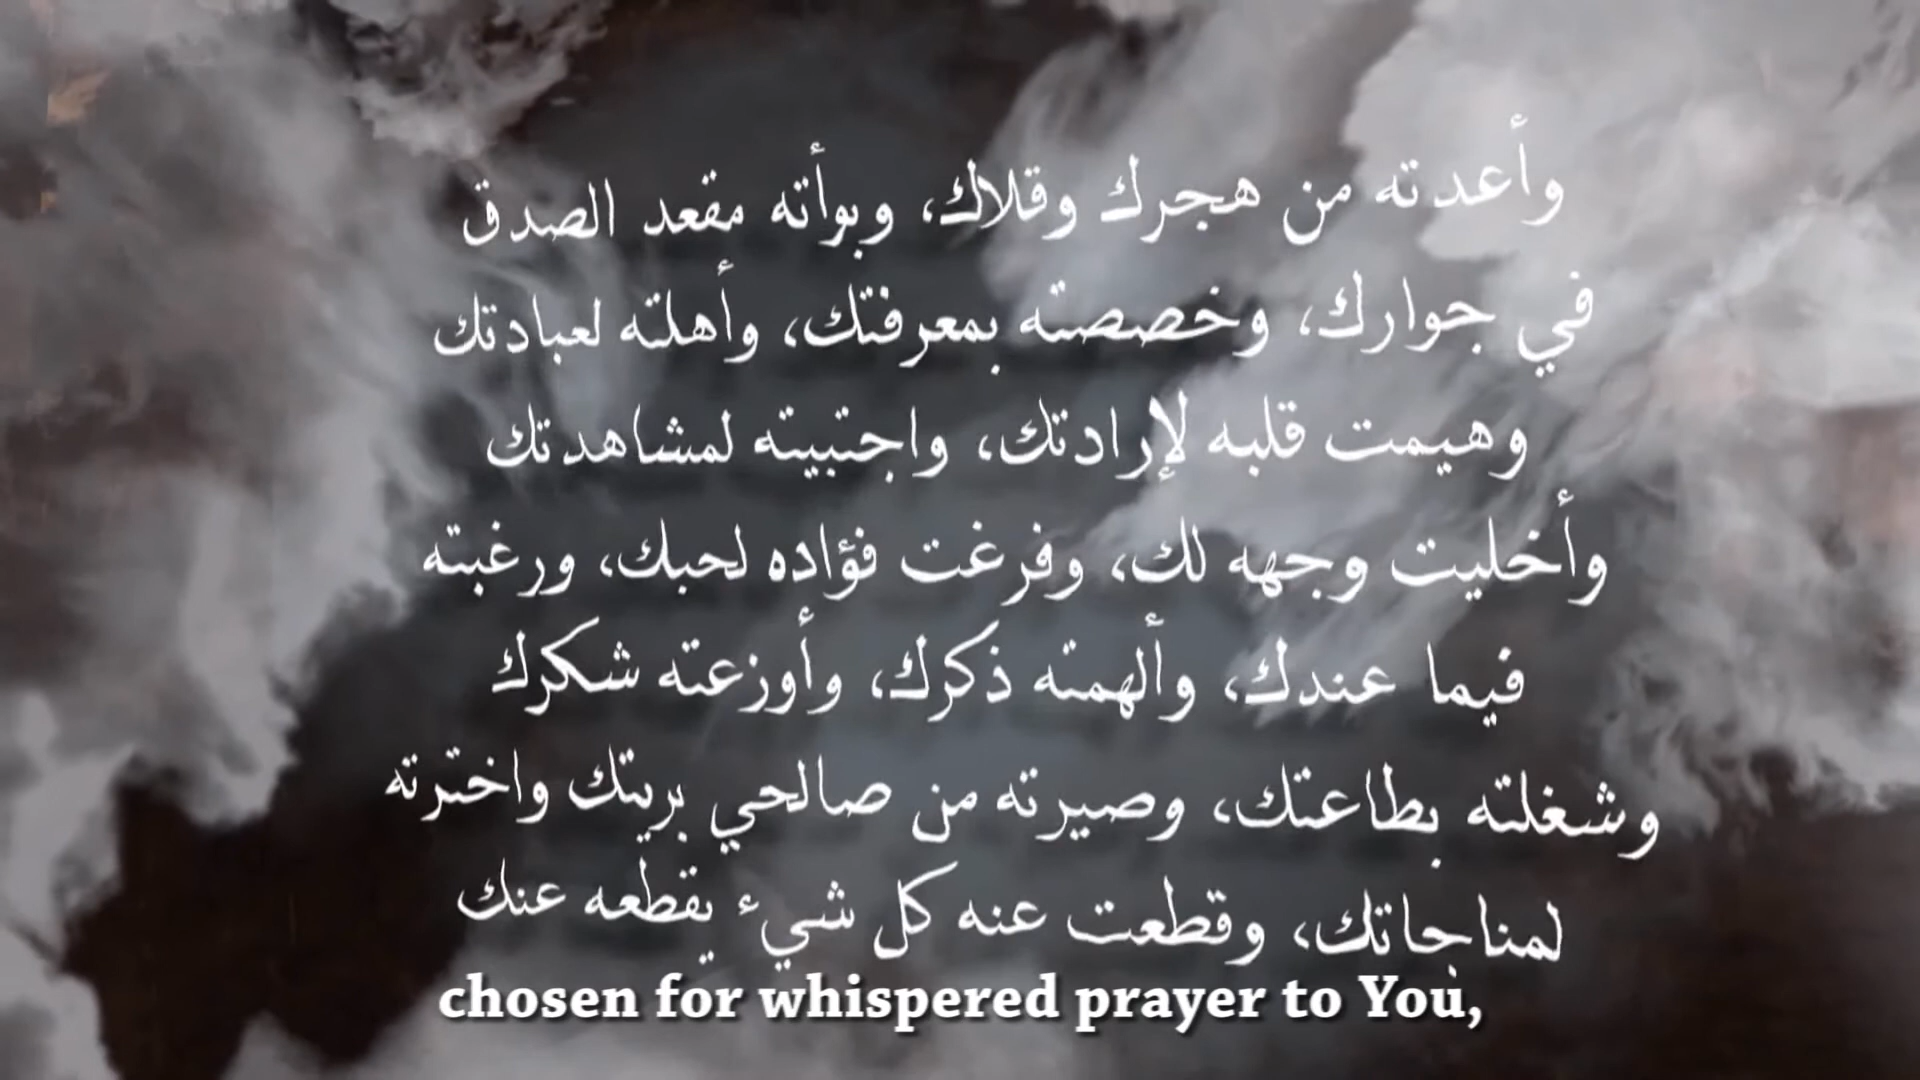 وأعدته من هجرك وقلاك، وبوأته مقعد الصدق
في جوارك، وخصصته بمعرفتك، وأهلته لعبادتك
وهيمت قلبه لإرادتك، واجتبيته لمشاهدتك
وأخليت وجهه لك، وفرغت فؤاده لحبك، ورغبته
فيما عندك، وألهمته ذكرك، وأوزعته شكرك
وشغلته بطاعتك، وصيرته من صالحي بريتك واخترته
لمناجاتك، وقطعت عنه كل شيء يقطعه عنك
chosen for whispered prayer to You,